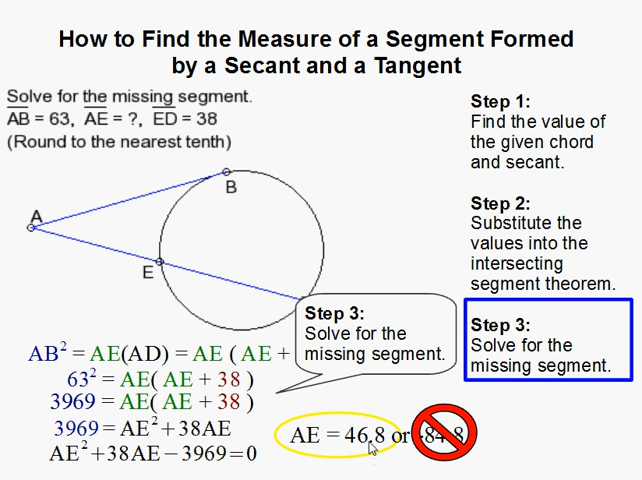 How to Find the Measure of a Segment Formed
by a Secant and a Tangent
Solve for the missing segment.
AB = 63, AE = ?, ED = 38
(Round to the nearest tenth)
A
B
E
Step 1:
Find the value of
the given chord
and secant.
Step 2:
Substitute the
values into the
intersecting
segment theorem.
Step 3:
Solve for the
missing segment.
Step 3:
Solve for the
missing segment.
AB² = AE(AD) = AE ( AE +
63² = AE( AE + 38 )
3969 = AE( AE + 38 )
3969 = AE² + 38AE
AE² + 38AE − 3969 = 0
AE = 46.8 or -84.8